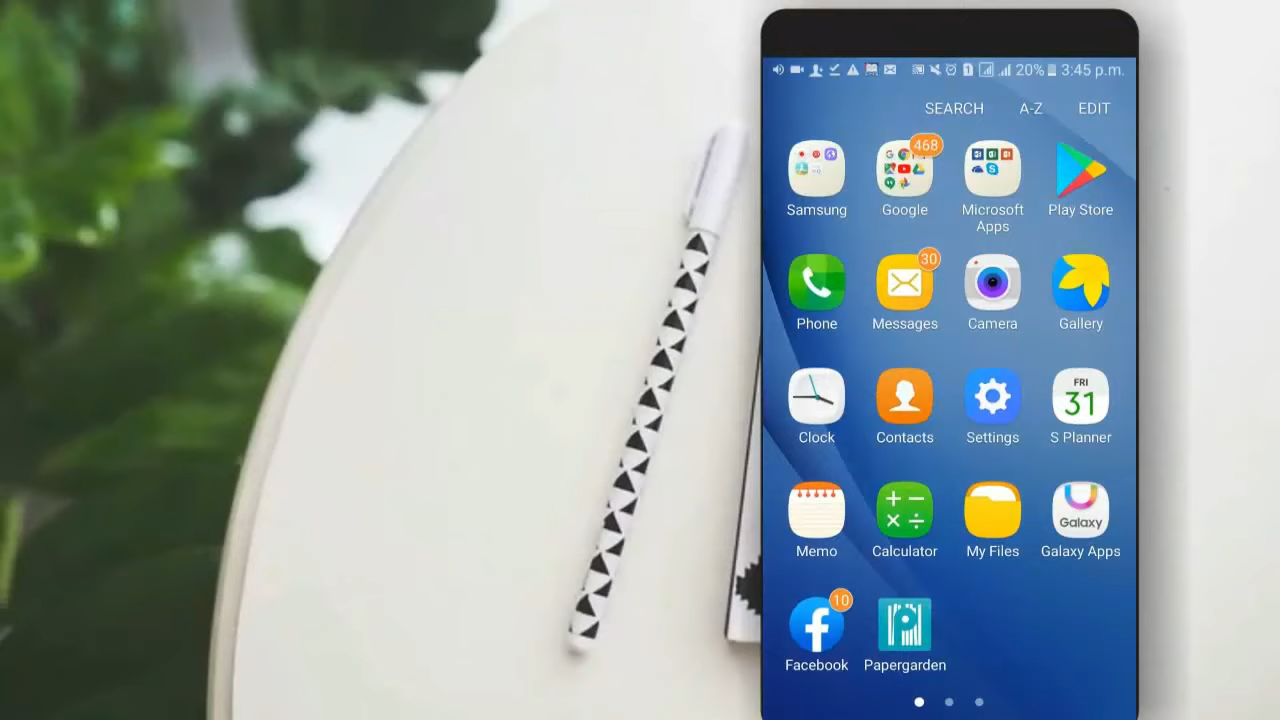 1 20% 3:45 p.m.
SEARCH A-Z EDIT
468
Samsung Google Microsoft Apps Play Store
30
Phone Messages Camera Gallery
FRI
31
Clock Contacts Settings S Planner
Galaxy
Memo Calculator My Files Galaxy Apps
10
Facebook Papergarden